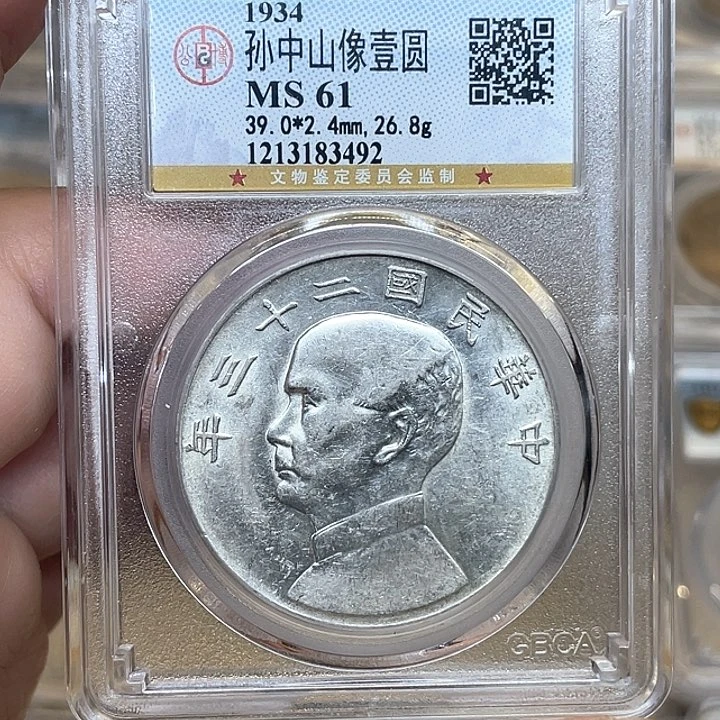 1934
孙中山像壹圆
MS 61
39.0*2.4mm,26.8g
1213183492
★ 文物鉴定委员会监制 ★
中華民國二十三年
GBCA